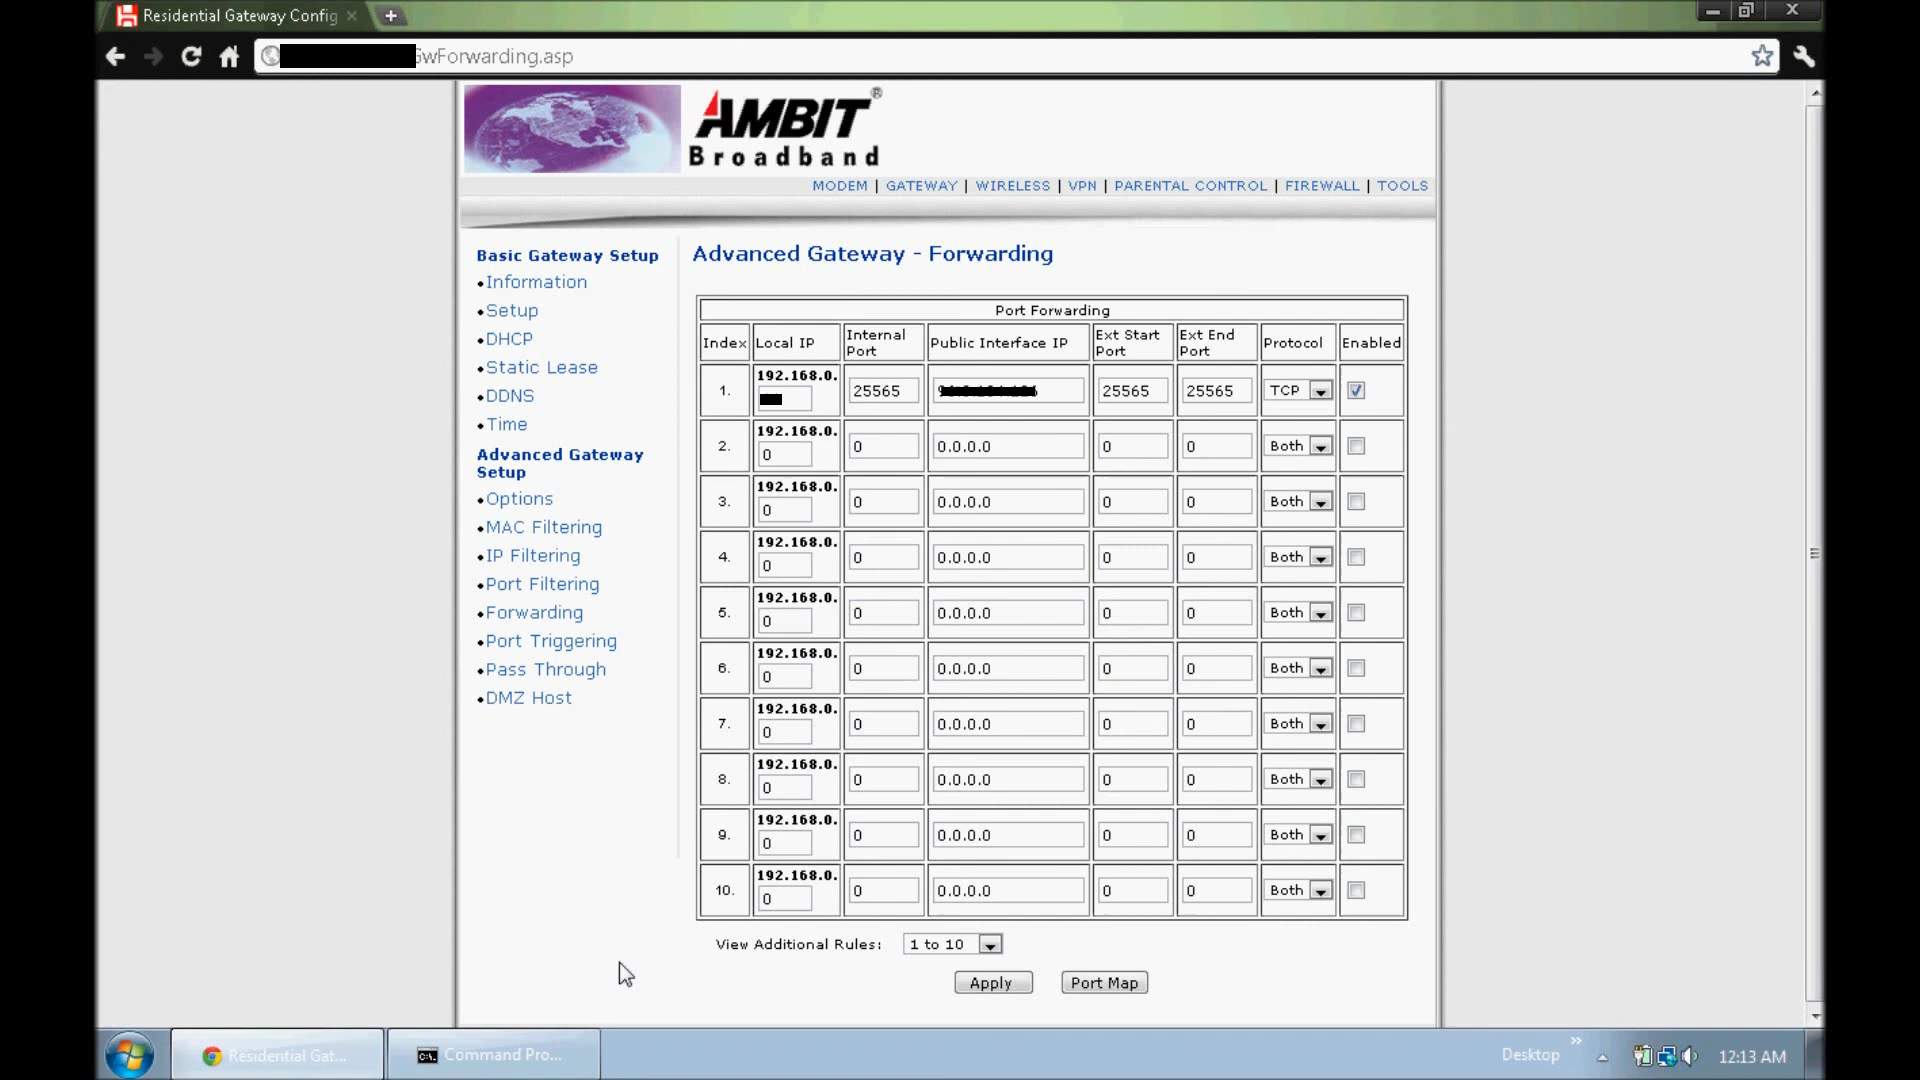 Residential Gateway Config
wForwarding.asp
AMBIT®
Broadband
MODEM | GATEWAY | WIRELESS | VPN | PARENTAL CONTROL | FIREWALL | TOOLS
Basic Gateway Setup
Information
Setup
DHCP
Static Lease
DDNS
Time
Advanced Gateway
Setup
Options
MAC Filtering
IP Filtering
Port Filtering
Forwarding
Port Triggering
Pass Through
DMZ Host
Advanced Gateway - Forwarding
Port Forwarding
Index Local IP Internal Port Public Interface IP Ext Start Port Ext End Port Protocol Enabled
1. 192.168.0. 25565 25565 25565 TCP
2. 192.168.0. 0 0 0.0.0.0 0 0 Both
3. 192.168.0. 0 0 0.0.0.0 0 0 Both
4. 192.168.0. 0 0 0.0.0.0 0 0 Both
5. 192.168.0. 0 0 0.0.0.0 0 0 Both
6. 192.168.0. 0 0 0.0.0.0 0 0 Both
7. 192.168.0. 0 0 0.0.0.0 0 0 Both
8. 192.168.0. 0 0 0.0.0.0 0 0 Both
9. 192.168.0. 0 0 0.0.0.0 0 0 Both
10. 192.168.0. 0 0 0.0.0.0 0 0 Both
View Additional Rules: 1 to 10
Apply Port Map
Residential Gat... Command Pro... Desktop » 12:13 AM